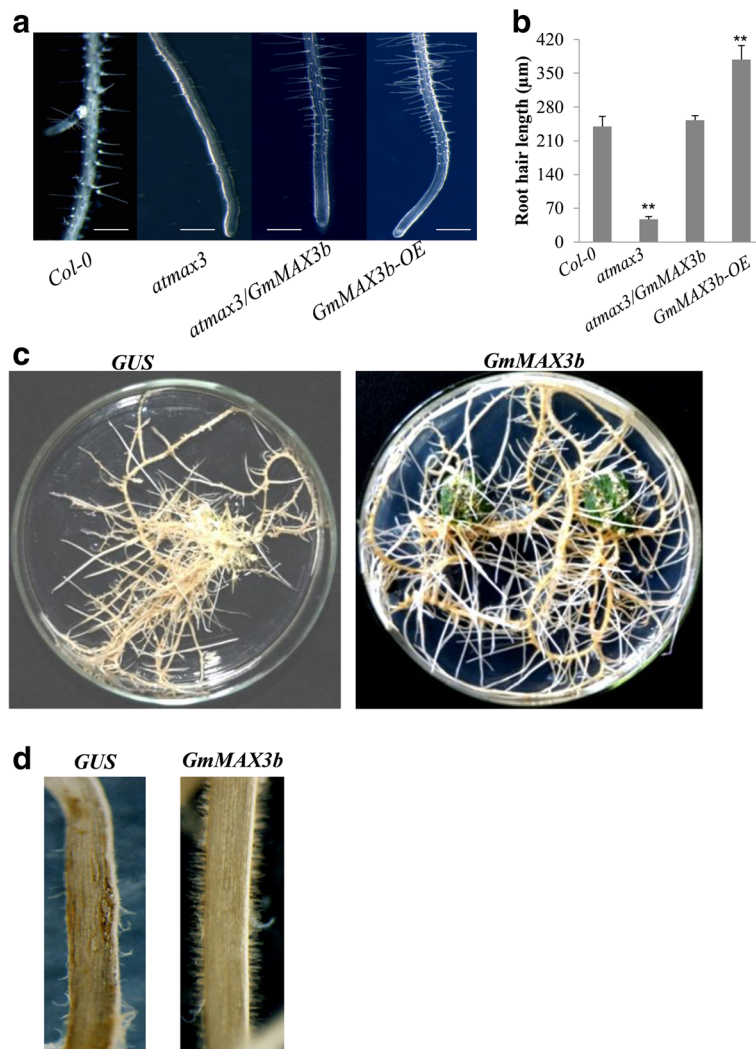 a
Col-0
atmax3
atmax3/GmMAX3b
GmMAX3b-OE
b
Root hair length (µm)
420
350
280
210
140
70
0
**
**
Col-0
atmax3
atmax3/GmMAX3b
GmMAX3b-OE
c
GUS
GmMAX3b
d
GUS
GmMAX3b